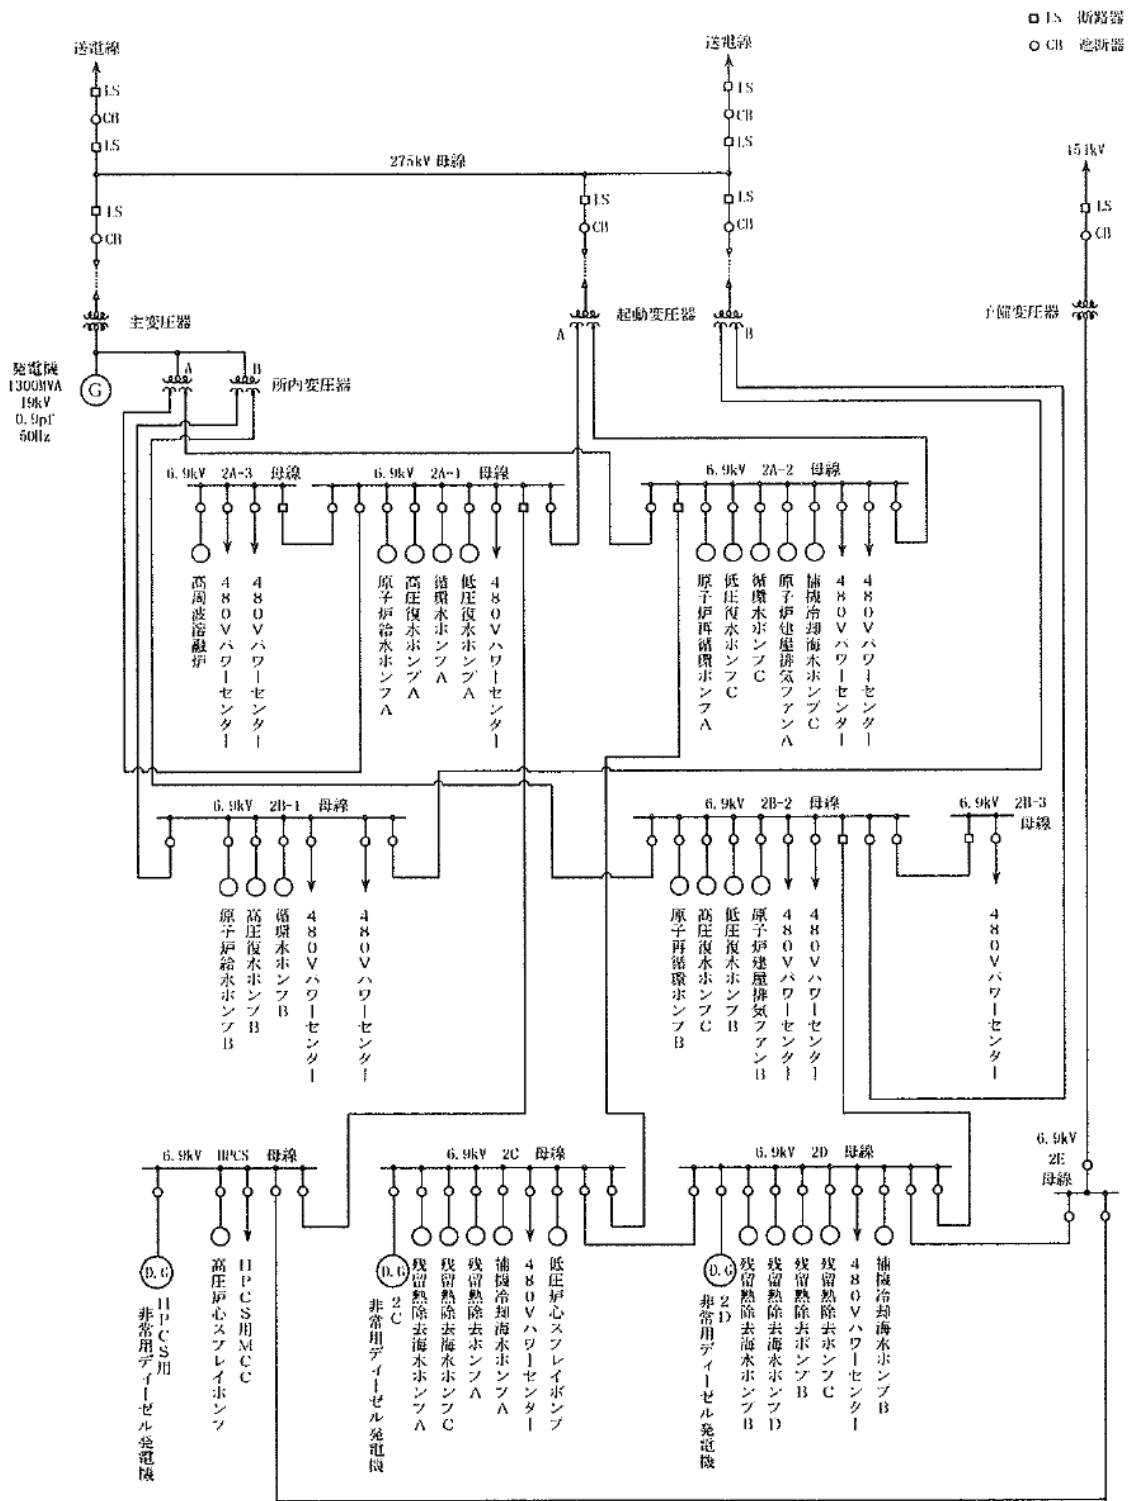 LS 断路器
CB 遮断器
送電線
送電線
LS
CB
LS
LS
CB
LS
154kV
275kV 母線
LS
CB
LS
CB
LS
CB
LS
CB
主変圧器
A
起動変圧器
B
予備変圧器
発電機
1300MVA
19kV
0.9pf
50Hz
G
A
B
所内変圧器
6.9kV 2A-3 母線
6.9kV 2A-1 母線
6.9kV 2A-2 母線
高周波溶融炉
480Vパワーセンター
480Vパワーセンター
原子炉給水ポンプA
高圧復水ポンプA
循環水ポンプA
低圧復水ポンプA
480Vパワーセンター
原子炉再循環ポンプA
低圧復水ポンプC
循環水ポンプC
原子炉建屋排気ファンA
補機冷却海水ポンプC
480Vパワーセンター
480Vパワーセンター
6.9kV 2B-1 母線
6.9kV 2B-2 母線
6.9kV 2B-3
母線
原子炉給水ポンプB
高圧復水ポンプB
循環水ポンプB
480Vパワーセンター
480Vパワーセンター
原子再循環ポンプB
高圧復水ポンプC
低圧復水ポンプB
原子炉建屋排気ファンB
480Vパワーセンター
480Vパワーセンター
480Vパワーセンター
6.9kV HPCS 母線
6.9kV 2C 母線
6.9kV 2D 母線
6.9kV
2E
母線
D.G
HPCS用
非常用ディーゼル発電機
高圧炉心スプレイポンプ
HPCS用MCC
D.G
2C
非常用ディーゼル発電機
残留熱除去海水ポンプA
残留熱除去海水ポンプC
残留熱除去ポンプA
補機冷却海水ポンプA
480Vパワーセンター
低圧炉心スプレイポンプ
D.G
2D
非常用ディーゼル発電機
残留熱除去海水ポンプB
残留熱除去海水ポンプD
残留熱除去ポンプB
残留熱除去ポンプC
480Vパワーセンター
補機冷却海水ポンプB